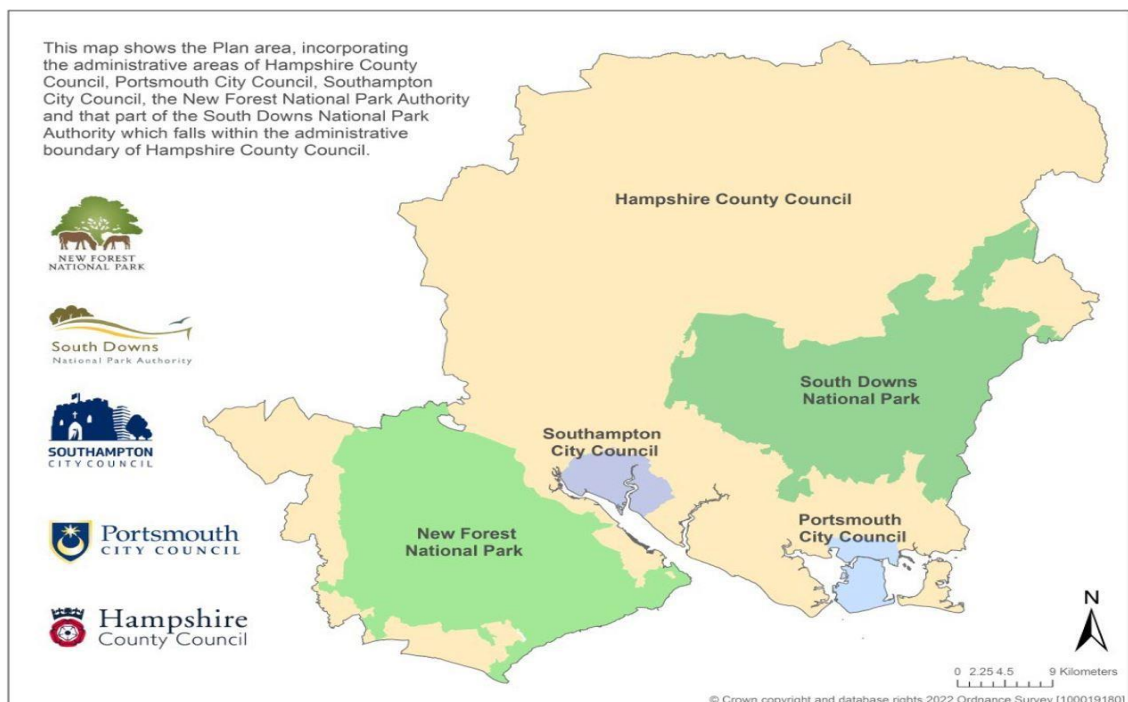 This map shows the Plan area, incorporating
the administrative areas of Hampshire County
Council, Portsmouth City Council, Southampton
City Council, the New Forest National Park Authority
and that part of the South Downs National Park
Authority which falls within the administrative
boundary of Hampshire County Council.
Hampshire County Council
NEW FOREST
NATIONAL PARK
South Downs
National Park Authority
South Downs
National Park
SOUTHAMPTON
CITY COUNCIL
Southampton
City Council
Portsmouth
CITY COUNCIL
New Forest
National Park
Portsmouth
City Council
Hampshire
County Council
N
0 2.25 4.5 9 Kilometers
© Crown copyright and database rights 2022 Ordnance Survey [100019180]